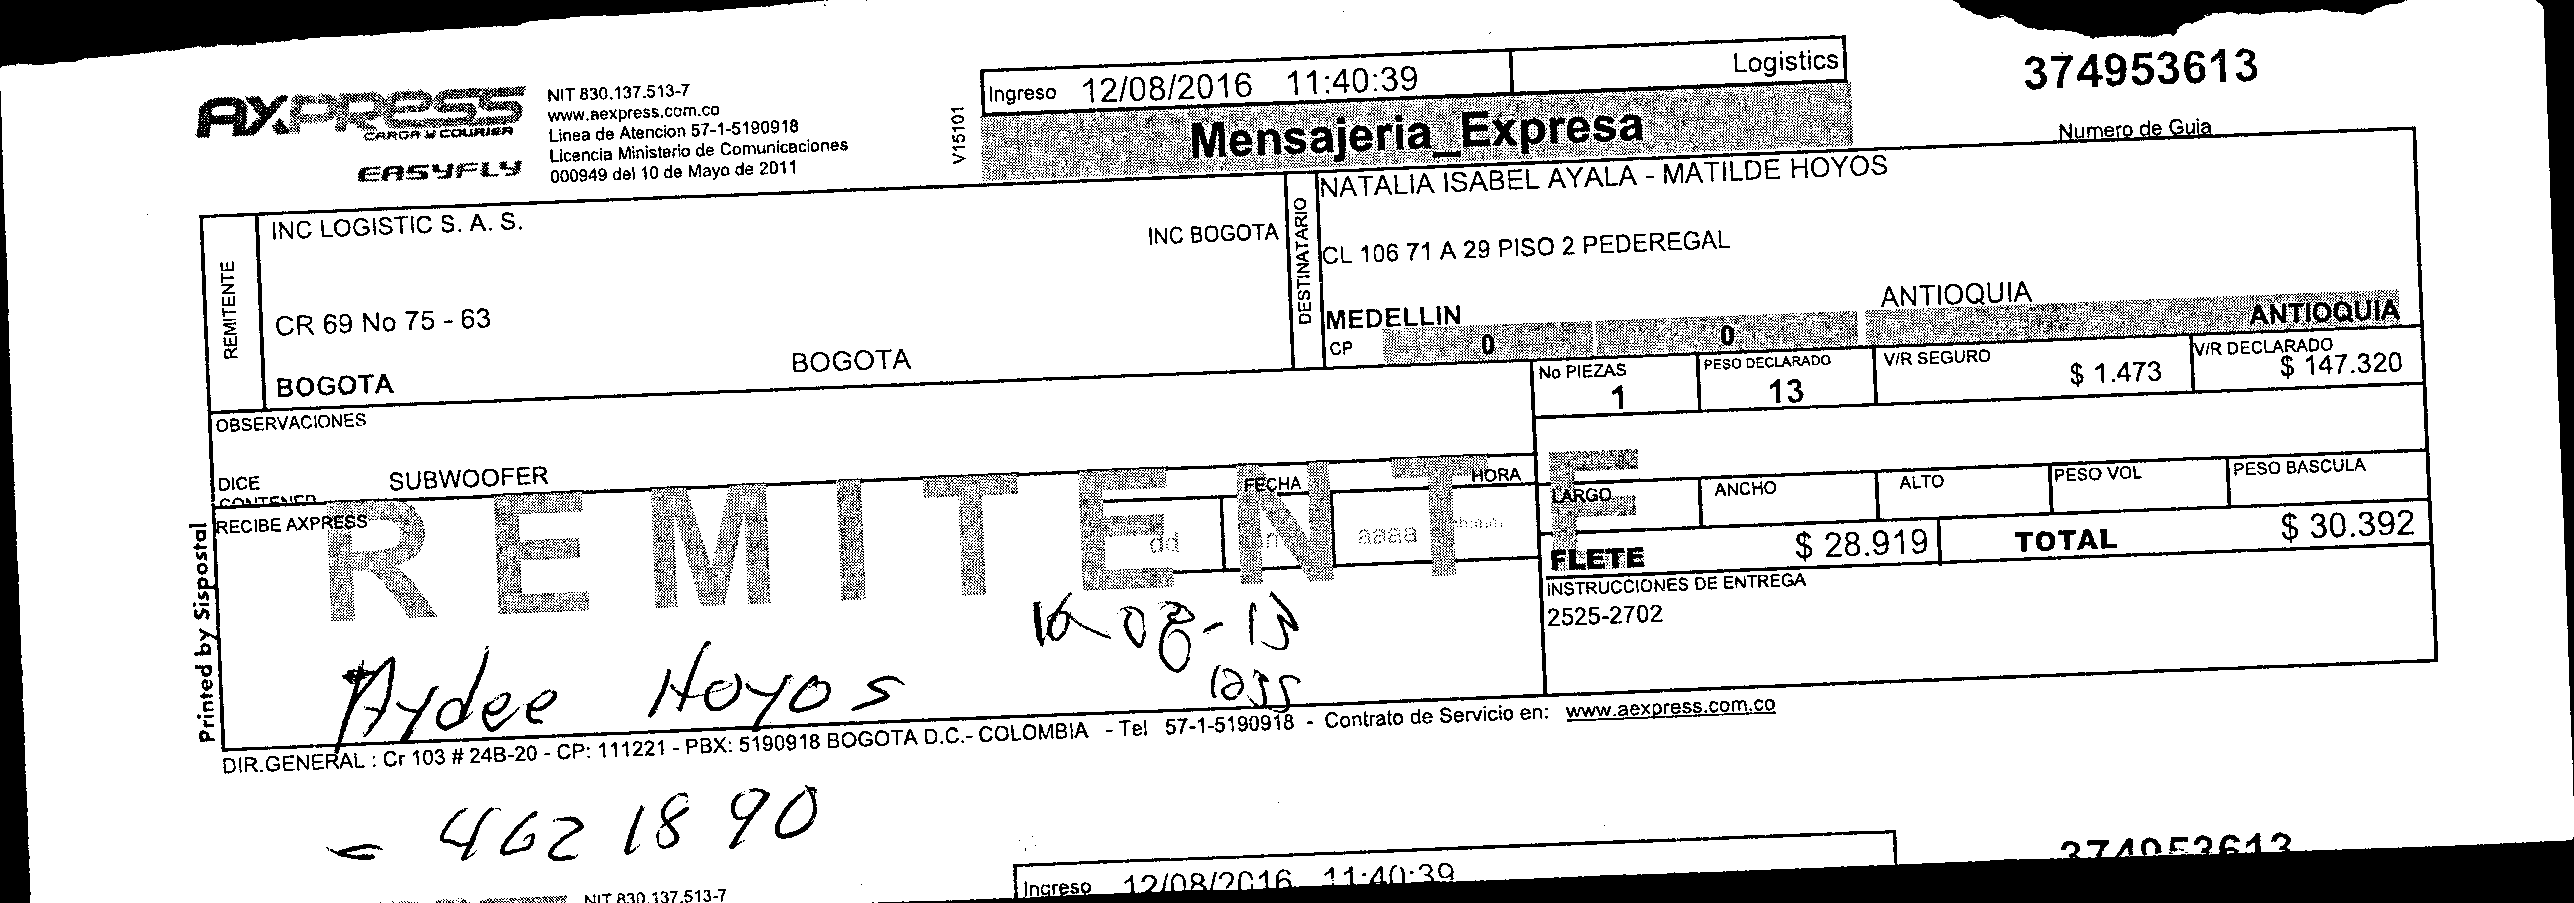 AXPRESS
CARGA & COURIER
EASYFLY
NIT 830.137.513-7
www.aexpress.com.co
Linea de Atencion 57-1-5190918
Licencia Ministerio de Comunicaciones
000949 del 10 de Mayo de 2011
V15101
Ingreso 12/08/2016 11:40:39 Logistics
Mensajeria_Expresa
374953613
Numero de Guia
REMITENTE
INC LOGISTIC S. A. S.
INC BOGOTA
CR 69 No 75 - 63
BOGOTA
BOGOTA
DESTINATARIO
NATALIA ISABEL AYALA - MATILDE HOYOS
CL 106 71 A 29 PISO 2 PEDEREGAL
ANTIOQUIA
MEDELLIN
ANTIOQUIA
CP 0 0
No PIEZAS 1
PESO DECLARADO 13
V/R SEGURO $ 1.473
V/R DECLARADO $ 147.320
OBSERVACIONES
DICE CONTENER SUBWOOFER
RECIBE AXPRESS
REMITENTE
FECHA HORA
dd aaaa
LARGO ANCHO ALTO PESO VOL PESO BASCULA
FLETE $ 28.919 TOTAL $ 30.392
INSTRUCCIONES DE ENTREGA
2525-2702
16-08-13
1255
Aydee Hoyos
Printed by Sispostal
DIR.GENERAL : Cr 103 # 24B-20 - CP: 111221 - PBX: 5190918 BOGOTA D.C.- COLOMBIA - Tel 57-1-5190918 - Contrato de Servicio en: www.aexpress.com.co
- 462 18 90
Ingreso 12/08/2016 11:40:39
374953613
NIT 830.137.513-7